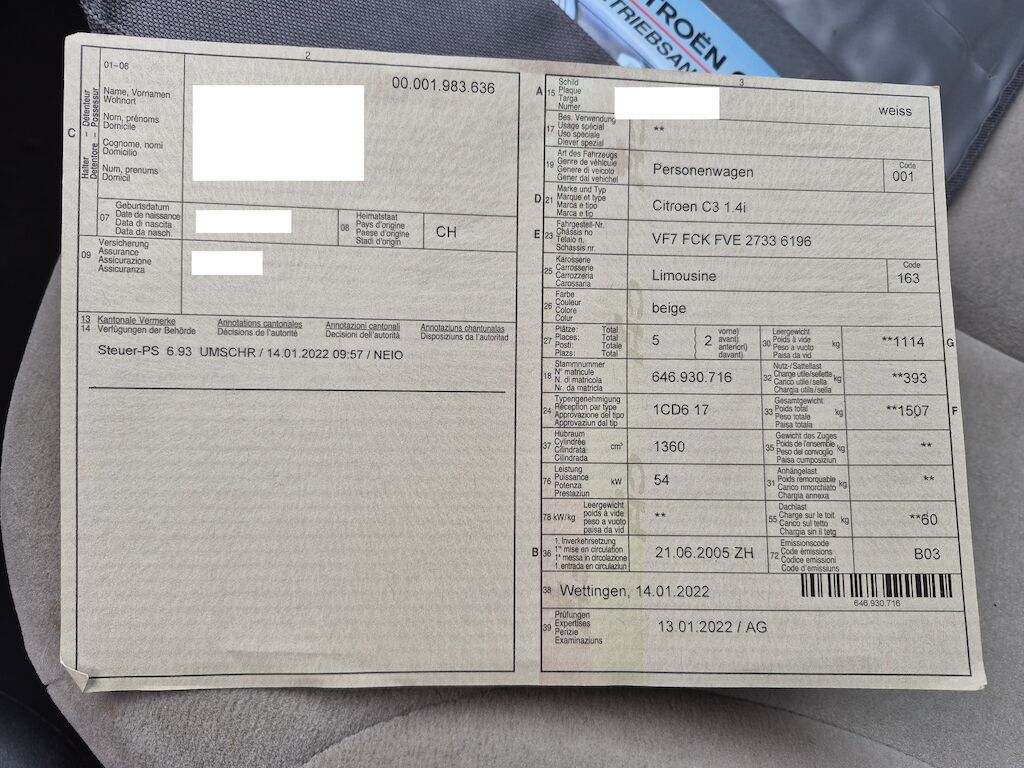 CITROËN C
BETRIEBSAN
2
01–06
Halter – Détenteur
Detentore – Possessur
Name, Vornamen
Wohnort
Nom, prénoms
Domicile
Cognome, nomi
Domicilio
Num, prenums
Domicil
C
00.001.983.636
07
Geburtsdatum
Date de naissance
Data di nascita
Data da nasch.
08
Heimatstaat
Pays d'origine
Paese d'origine
Stadi d'origin
CH
09
Versicherung
Assurance
Assicurazione
Assicuranza
13
14
Kantonale Vermerke
Verfügungen der Behörde
Annotations cantonales
Décisions de l'autorité
Annotazioni cantonali
Decisioni dell'autorità
Annotaziuns chantunalas
Disposiziuns da l'autoritad
Steuer-PS 6.93 UMSCHR / 14.01.2022 09:57 / NEIO
3
A 15
Schild
Plaque
Targa
Numer
weiss
17
Bes. Verwendung
Usage spécial
Uso speciale
Diever spezial
**
19
Art des Fahrzeugs
Genre de véhicule
Genere di veicolo
Gener dal vehichel
Personenwagen
Code
001
D 21
Marke und Typ
Marque et type
Marca e tipo
Marca e tip
Citroen C3 1.4i
E 23
Fahrgestell-Nr.
Châssis no
Telaio n.
Schassis nr.
VF7 FCK FVE 2733 6196
25
Karosserie
Carrosserie
Carrozzeria
Carossaria
Limousine
Code
163
26
Farbe
Couleur
Colore
Colur
beige
27
Plätze: Total
Places: Total
Posti: Totale
Plazs: Total
5
2
vorne)
avant)
anteriori)
davant)
30
Leergewicht
Poids à vide
Peso a vuoto
Paisa da vid
kg
**1114
G
18
Stammnummer
N° matricule
N. di matricola
Nr. da matricla
646.930.716
32
Nutz-/Sattellast
Charge utile/sellette
Carico utile/sella
Chargia utila/sella
kg
**393
24
Typengenehmigung
Réception par type
Approvazione del tipo
Approvaziun dal tip
1CD6 17
33
Gesamtgewicht
Poids total
Peso totale
Paisa totala
kg
**1507
F
37
Hubraum
Cylindrée
Cilindrata
Cilindrada
cm³
1360
35
Gewicht des Zuges
Poids de l'ensemble
Peso del convoglio
Paisa cumposiziun
kg
**
76
Leistung
Puissance
Potenza
Prestaziun
kW
54
31
Anhängelast
Poids remorquable
Carico rimorchiato
Chargia annexa
kg
**
78 kW/kg
Leergewicht
poids à vide
peso a vuoto
paisa da vid
**
55
Dachlast
Charge sur le toit
Carico sul tetto
Chargia sin il tetg
kg
**60
B 36
1. Inverkehrsetzung
1re mise en circulation
1a messa in circolazione
1. entrada en circulaziun
21.06.2005 ZH
72
Emissionscode
Code émissions
Codice emissioni
Code d'emissiuns
B03
38
Wettingen, 14.01.2022
646.930.716
39
Prüfungen
Expertises
Perizie
Examinaziuns
13.01.2022 / AG